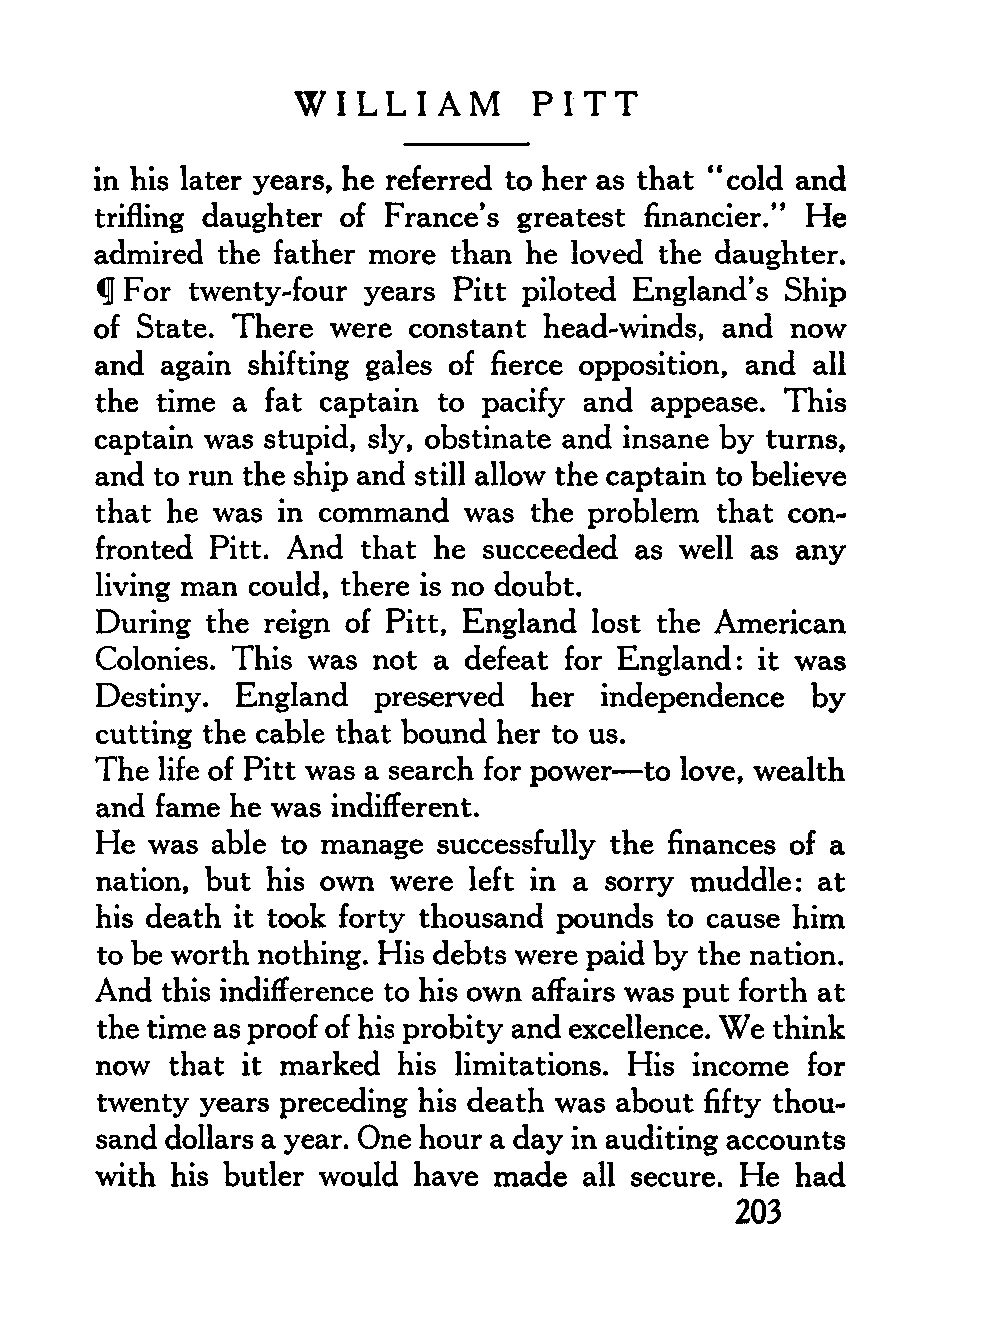 WILLIAM PITT
in his later years, he referred to her as that “cold and
trifling daughter of France’s greatest financier.” He
admired the father more than he loved the daughter.
¶ For twenty-four years Pitt piloted England’s Ship
of State. There were constant head-winds, and now
and again shifting gales of fierce opposition, and all
the time a fat captain to pacify and appease. This
captain was stupid, sly, obstinate and insane by turns,
and to run the ship and still allow the captain to believe
that he was in command was the problem that con-
fronted Pitt. And that he succeeded as well as any
living man could, there is no doubt.
During the reign of Pitt, England lost the American
Colonies. This was not a defeat for England: it was
Destiny. England preserved her independence by
cutting the cable that bound her to us.
The life of Pitt was a search for power—to love, wealth
and fame he was indifferent.
He was able to manage successfully the finances of a
nation, but his own were left in a sorry muddle: at
his death it took forty thousand pounds to cause him
to be worth nothing. His debts were paid by the nation.
And this indifference to his own affairs was put forth at
the time as proof of his probity and excellence. We think
now that it marked his limitations. His income for
twenty years preceding his death was about fifty thou-
sand dollars a year. One hour a day in auditing accounts
with his butler would have made all secure. He had
203